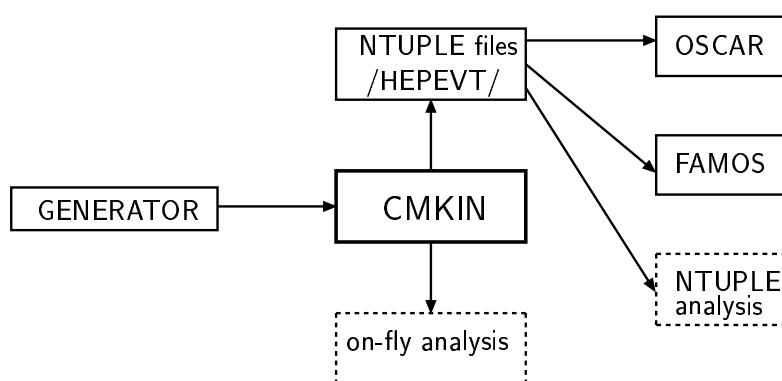 NTUPLE files
/HEPEVT/
OSCAR
FAMOS
GENERATOR
CMKIN
NTUPLE
analysis
on-fly analysis